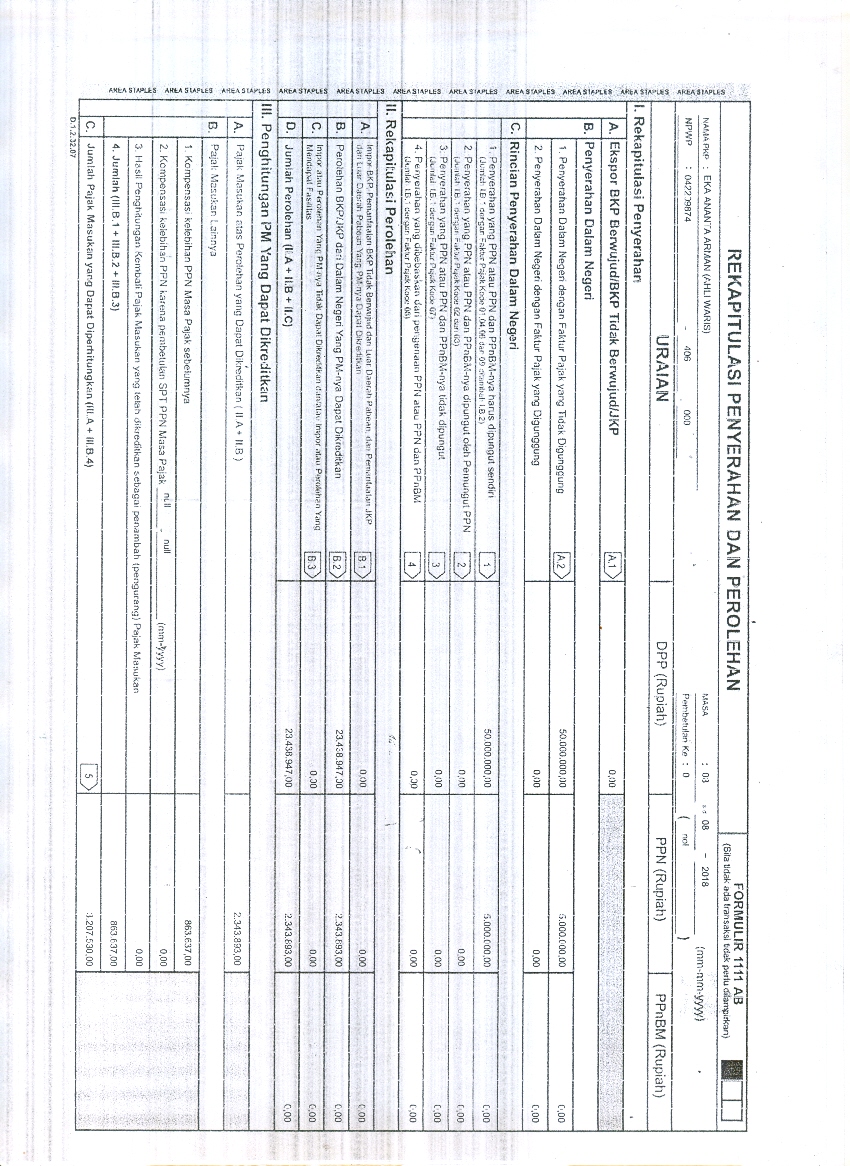 AREA STAPLES AREA STAPLES AREA STAPLES AREA STAPLES AREA STAPLES AREA STAPLES AREA STAPLES AREA STAPLES AREA STAPLES AREA STAPLES AREA STAPLES
REKAPITULASI PENYERAHAN DAN PEROLEHAN
FORMULIR 1111 AB
(Bila tidak ada transaksi tidak perlu dilampirkan)
NAMA PKP : EKA ANANTA ARMAN (AHLI WARIS)
MASA : 08 s.d 08 - 2018 (mm-mm-yyyy)
NPWP : 042209874 - 406 000
Pembetulan Ke : 0 ( nol )
URAIAN DPP (Rupiah) PPN (Rupiah) PPnBM (Rupiah)
I. Rekapitulasi Penyerahan
A. Ekspor BKP Berwujud/BKP Tidak Berwujud/JKP A.1 0,00
B. Penyerahan Dalam Negeri
1. Penyerahan Dalam Negeri dengan Faktur Pajak yang Tidak Digunggung A.2 50.000.000,00 5.000.000,00 0,00
2. Penyerahan Dalam Negeri dengan Faktur Pajak yang Digunggung 0,00 0,00 0,00
C. Rincian Penyerahan Dalam Negeri
1. Penyerahan yang PPN atau PPN dan PPnBM-nya harus dipungut sendiri 1 50.000.000,00 5.000.000,00 0,00
(Jumlah I.B.1 dengan Faktur Pajak Kode 01,04,06 dan 09 ditambah I.B.2)
2. Penyerahan yang PPN atau PPN dan PPnBM-nya dipungut oleh Pemungut PPN 2 0,00 0,00 0,00
(Jumlah I.B.1 dengan Faktur Pajak Kode 02 dan 03)
3. Penyerahan yang PPN atau PPN dan PPnBM-nya tidak dipungut 3 0,00 0,00 0,00
(Jumlah I.B.1 dengan Faktur Pajak Kode 07)
4. Penyerahan yang dibebaskan dari pengenaan PPN atau PPN dan PPnBM 4 0,00 0,00 0,00
(Jumlah I.B.1 dengan Faktur Pajak Kode 08)
II. Rekapitulasi Perolehan
A. Impor BKP, Pemanfaatan BKP Tidak Berwujud dari Luar Daerah Pabean, dan Pemanfaatan JKP
dari Luar Daerah Pabean Yang PM-nya Dapat Dikreditkan B.1 0,00 0,00 0,00
B. Perolehan BKP/JKP dari Dalam Negeri Yang PM-nya Dapat Dikreditkan B.2 23.438.947,00 2.343.893,00 0,00
C. Impor atau Perolehan Yang PM-nya Tidak Dapat Dikreditkan dan/atau Impor atau Perolehan Yang
Mendapat Fasilitas B.3 0,00 0,00 0,00
D. Jumlah Perolehan (II.A + II.B + II.C) 23.438.947,00 2.343.893,00 0,00
III. Penghitungan PM Yang Dapat Dikreditkan
A. Pajak Masukan atas Perolehan yang Dapat Dikreditkan ( II A + II.B ) 2.343.893,00
B. Pajak Masukan Lainnya
1. Kompensasi kelebihan PPN Masa Pajak sebelumnya 863.637,00
2. Kompensasi kelebihan PPN karena pembetulan SPT PPN Masa Pajak null - null (mm-yyyy) 0,00
3. Hasil Penghitungan Kembali Pajak Masukan yang telah dikreditkan sebagai penambah (pengurang) Pajak Masukan 0,00
4. Jumlah (III.B.1 + III.B.2 + III.B.3) 863.637,00
C. Jumlah Pajak Masukan yang Dapat Diperhitungkan (III.A + III.B.4) 5 3.207.530,00
D.1.2.32.07